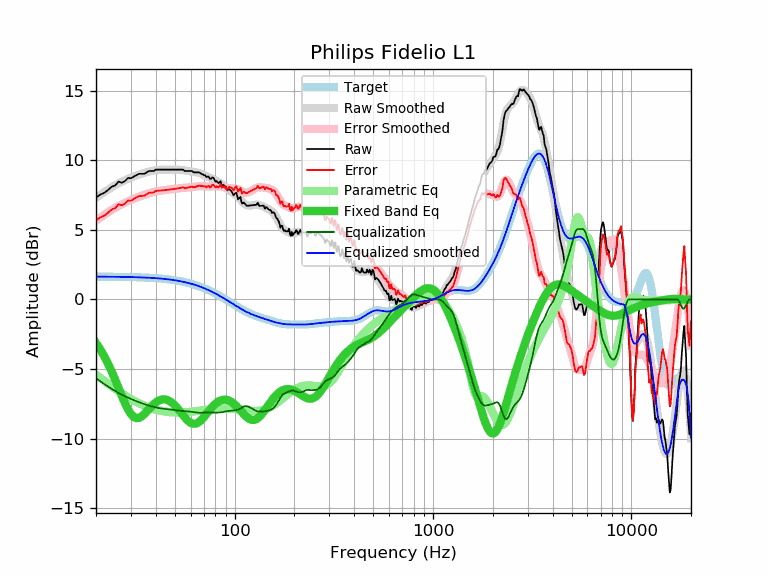 Philips Fidelio L1
Amplitude (dBr)
15
10
5
0
−5
−10
−15
Target
Raw Smoothed
Error Smoothed
Raw
Error
Parametric Eq
Fixed Band Eq
Equalization
Equalized smoothed
100
1000
10000
Frequency (Hz)